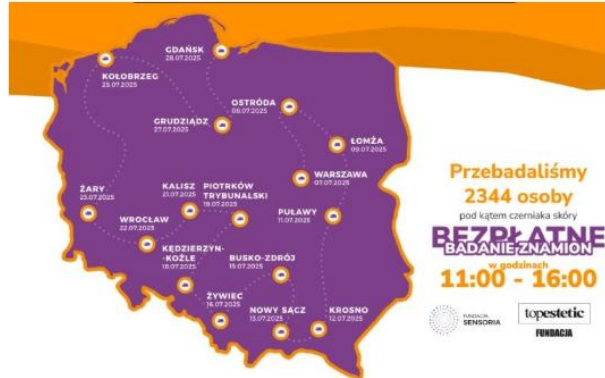 GDAŃSK
28.07.2025
KOŁOBRZEG
25.07.2025
OSTRÓDA
08.07.2025
GRUDZIĄDZ
27.07.2025
ŁOMŻA
09.07.2025
WARSZAWA
07.07.2025
ŻARY
23.07.2025
KALISZ
21.07.2025
PIOTRKÓW
TRYBUNALSKI
19.07.2025
PUŁAWY
11.07.2025
WROCŁAW
22.07.2025
KĘDZIERZYN-
KOŹLE
18.07.2025
BUSKO-ZDRÓJ
15.07.2025
ŻYWIEC
16.07.2025
NOWY SĄCZ
13.07.2025
KROSNO
12.07.2025
Przebadaliśmy
2344 osoby
pod kątem czerniaka skóry
BEZPŁATNE
BADANIE ZNAMION
w godzinach
11:00 - 16:00
FUNDACJA
SENSORIA
topestetic
FUNDACJA